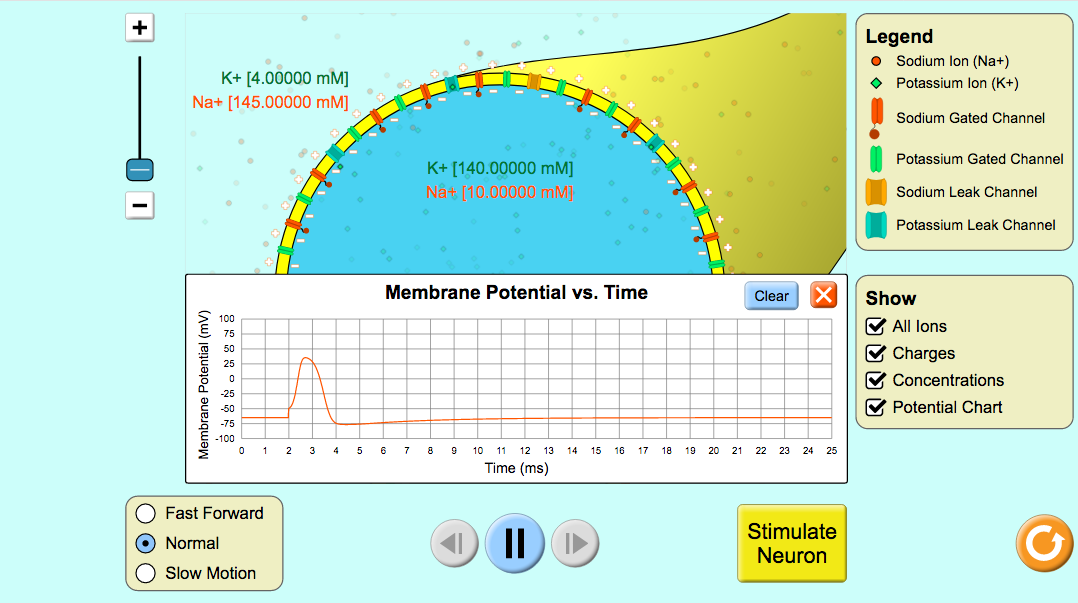 +
−
K+ [4.00000 mM]
Na+ [145.00000 mM]
K+ [140.00000 mM]
Na+ [10.00000 mM]
Legend
Sodium Ion (Na+)
Potassium Ion (K+)
Sodium Gated Channel
Potassium Gated Channel
Sodium Leak Channel
Potassium Leak Channel
Membrane Potential vs. Time
Clear
Membrane Potential (mV)
100
75
50
25
0
-25
-50
-75
-100
0 1 2 3 4 5 6 7 8 9 10 11 12 13 14 15 16 17 18 19 20 21 22 23 24 25
Time (ms)
Show
All Ions
Charges
Concentrations
Potential Chart
Fast Forward
Normal
Slow Motion
Stimulate
Neuron